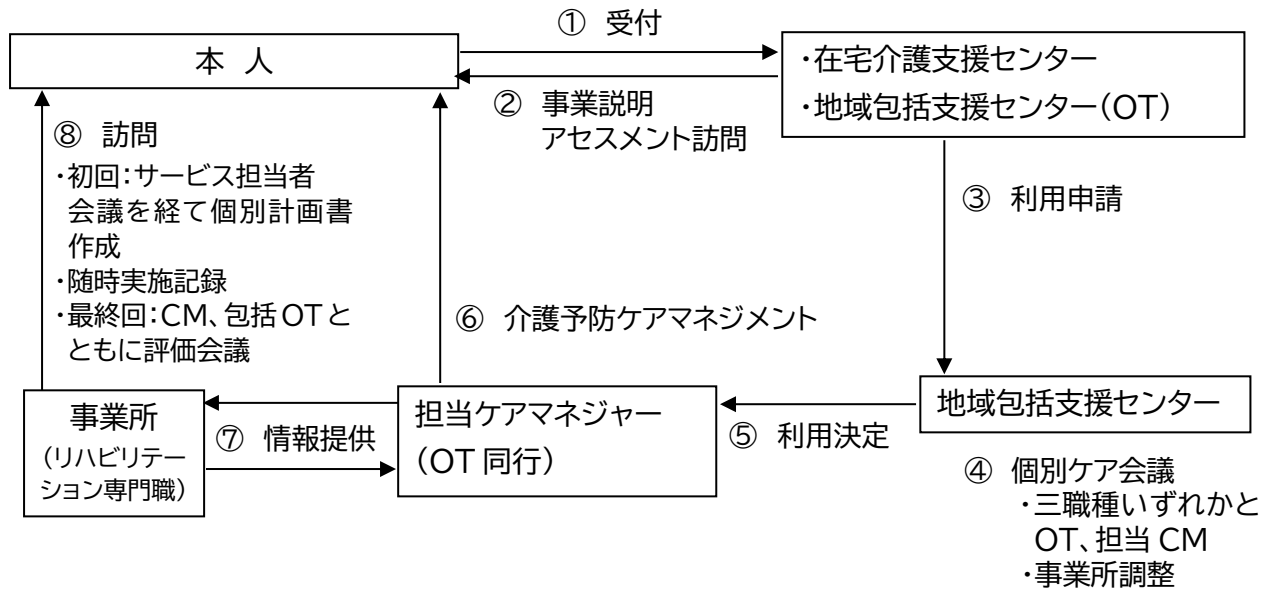 ① 受付
本 人
・在宅介護支援センター
・地域包括支援センター(OT)
② 事業説明
アセスメント訪問
⑧ 訪問
・初回:サービス担当者
会議を経て個別計画書
作成
・随時実施記録
・最終回:CM、包括OTと
ともに評価会議
③ 利用申請
⑥ 介護予防ケアマネジメント
事業所
(リハビリテー
ション専門職)
⑦ 情報提供
担当ケアマネジャー
(OT同行)
⑤ 利用決定
地域包括支援センター
④ 個別ケア会議
・三職種いずれかと
OT、担当CM
・事業所調整